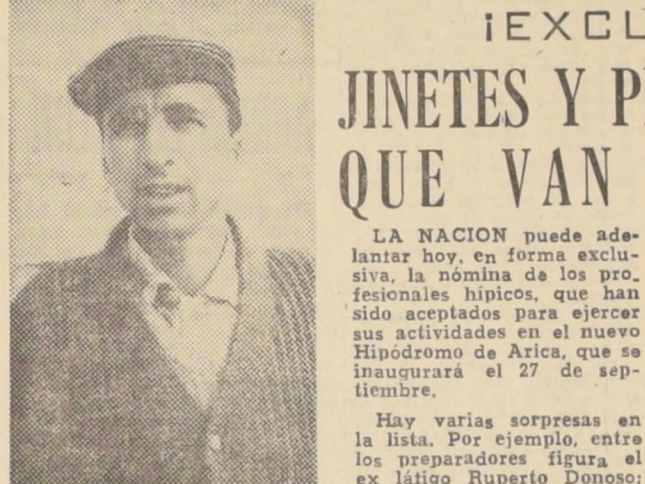 ¡EXCL
JINETES Y P
QUE VAN
LA NACION puede ade-
lantar hoy, en forma exclu-
siva, la nómina de los pro_
fesionales hípicos, que han
sido aceptados para ejercer
sus actividades en el nuevo
Hipódromo de Arica, que se
inaugurará el 27 de sep-
tiembre.
Hay varias sorpresas en
la lista. Por ejemplo, entre
los preparadores figura el
ex látigo Ruperto Donoso;